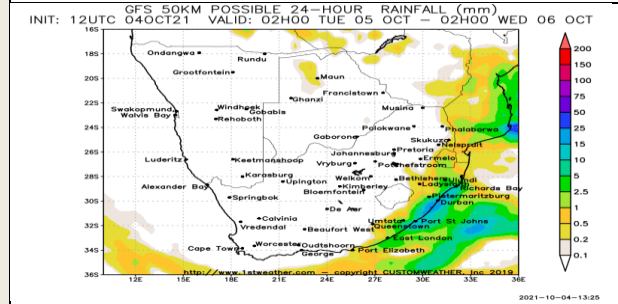 GFS 50KM POSSIBLE 24-HOUR RAINFALL (mm)
INIT: 12UTC 04OCT21 VALID: 02H00 TUE 05 OCT - 02H00 WED 06 OCT
16S
18S
20S
22S
24S
26S
28S
30S
32S
34S
36S
Ondangwa
Rundu
Grootfontein
Maun
Francistown
Ghanzi
Musina
Swakopmund
Windhoek
Gobabis
Walvis Bay
Rehoboth
Polokwane
Phalaborwa
Gaborone
Skukuza
Nelspruit
Johannesburg
Pretoria
Luderitz
Keetmanshoop
Vryburg
Potchefstroom
Ermelo
Karasburg
Upington
Welkom
Bethlehem
Ulundi
Alexander Bay
Kimberley
Ladysmith
Richards Bay
Bloemfontein
Springbok
Pietermaritzburg
Durban
De Aar
Calvinia
Umtata
Port St Johns
Vredendal
Beaufort West
Queenstown
East London
Cape Town
Worcester
Oudtshoorn
George
Port Elizabeth
http://www.1stweather.com - copyright CUSTOMWEATHER, Inc 2019
12E
15E
18E
21E
24E
27E
30E
33E
36E
200
150
100
75
50
25
15
10
5
2.5
1
0.5
0.2
0.1
2021-10-04-13:25